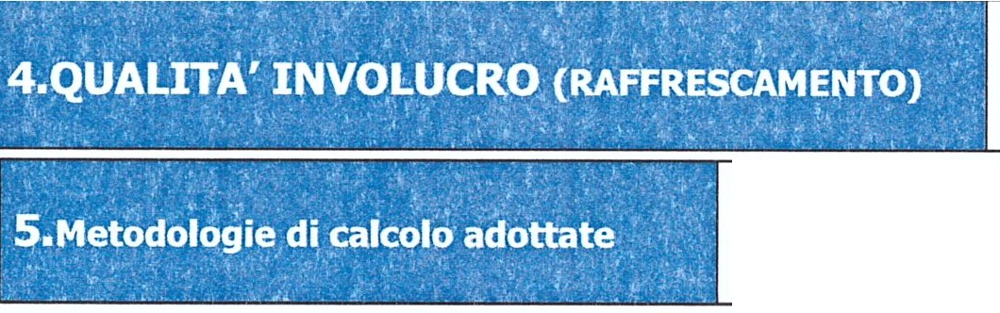 4.QUALITA' INVOLUCRO (RAFFRESCAMENTO)
5.Metodologie di calcolo adottate